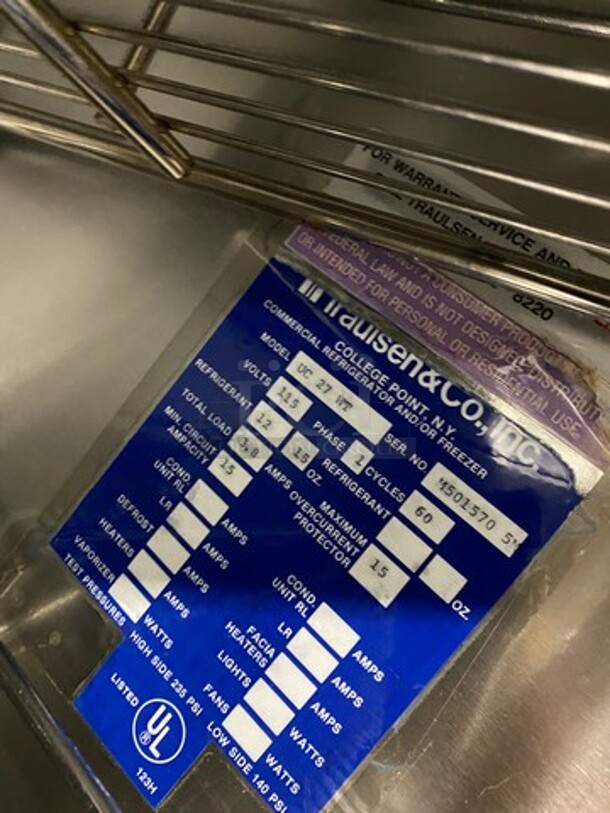 FOR WARRANTY SERVICE AND
TRAULSEN
8220
NOT A CONSUMER PRODUCT
FEDERAL LAW AND IS NOT DESIGNED, DISTRIBUT
OR INTENDED FOR PERSONAL OR RESIDENTIAL USE.
Traulsen & Co., Inc.
COLLEGE POINT, N.Y.
COMMERCIAL REFRIGERATOR AND/OR FREEZER
MODEL UC 27 WT SER. NO. M501570 5
VOLTS 115 PHASE 1 CYCLES 60
REFRIGERANT 12 15 OZ REFRIGERANT OZ.
TOTAL LOAD 3.8 AMPS
MIN. CIRCUIT AMPACITY 15
MAXIMUM OVERCURRENT PROTECTOR 15
COND. UNIT RL AMPS
LR AMPS
DEFROST HEATERS AMPS
VAPORIZER WATTS
COND. UNIT RL AMPS
LR AMPS
FACIA HEATERS AMPS
LIGHTS WATTS
FANS WATTS
TEST PRESSURES HIGH SIDE 235 PSI LOW SIDE 140 PSI
LISTED
UL
®
123H